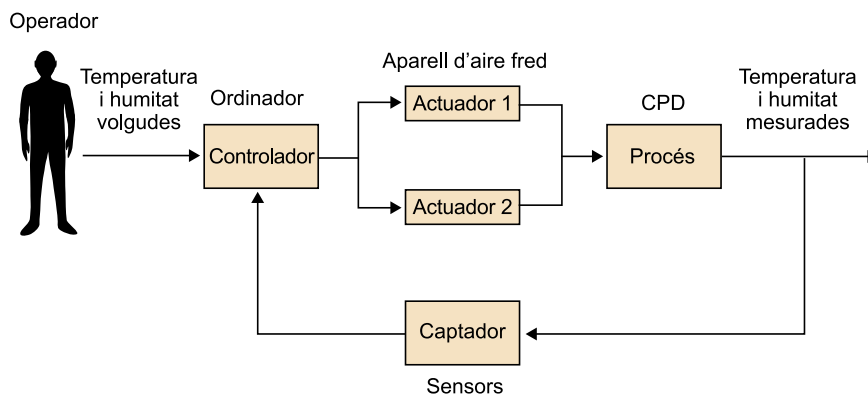 Operador
Temperatura
i humitat
volgudes
Ordinador
Controlador
Aparell d'aire fred
Actuador 1
Actuador 2
CPD
Procés
Temperatura
i humitat
mesurades
Captador
Sensors